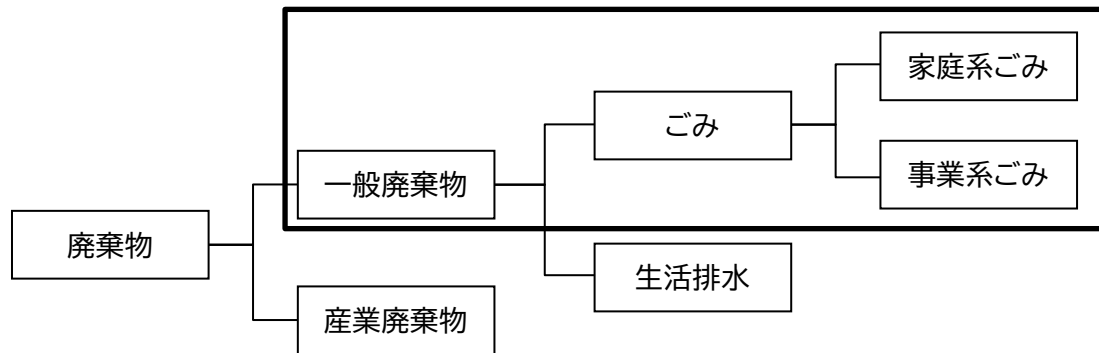 廃棄物
一般廃棄物
産業廃棄物
ごみ
生活排水
家庭系ごみ
事業系ごみ